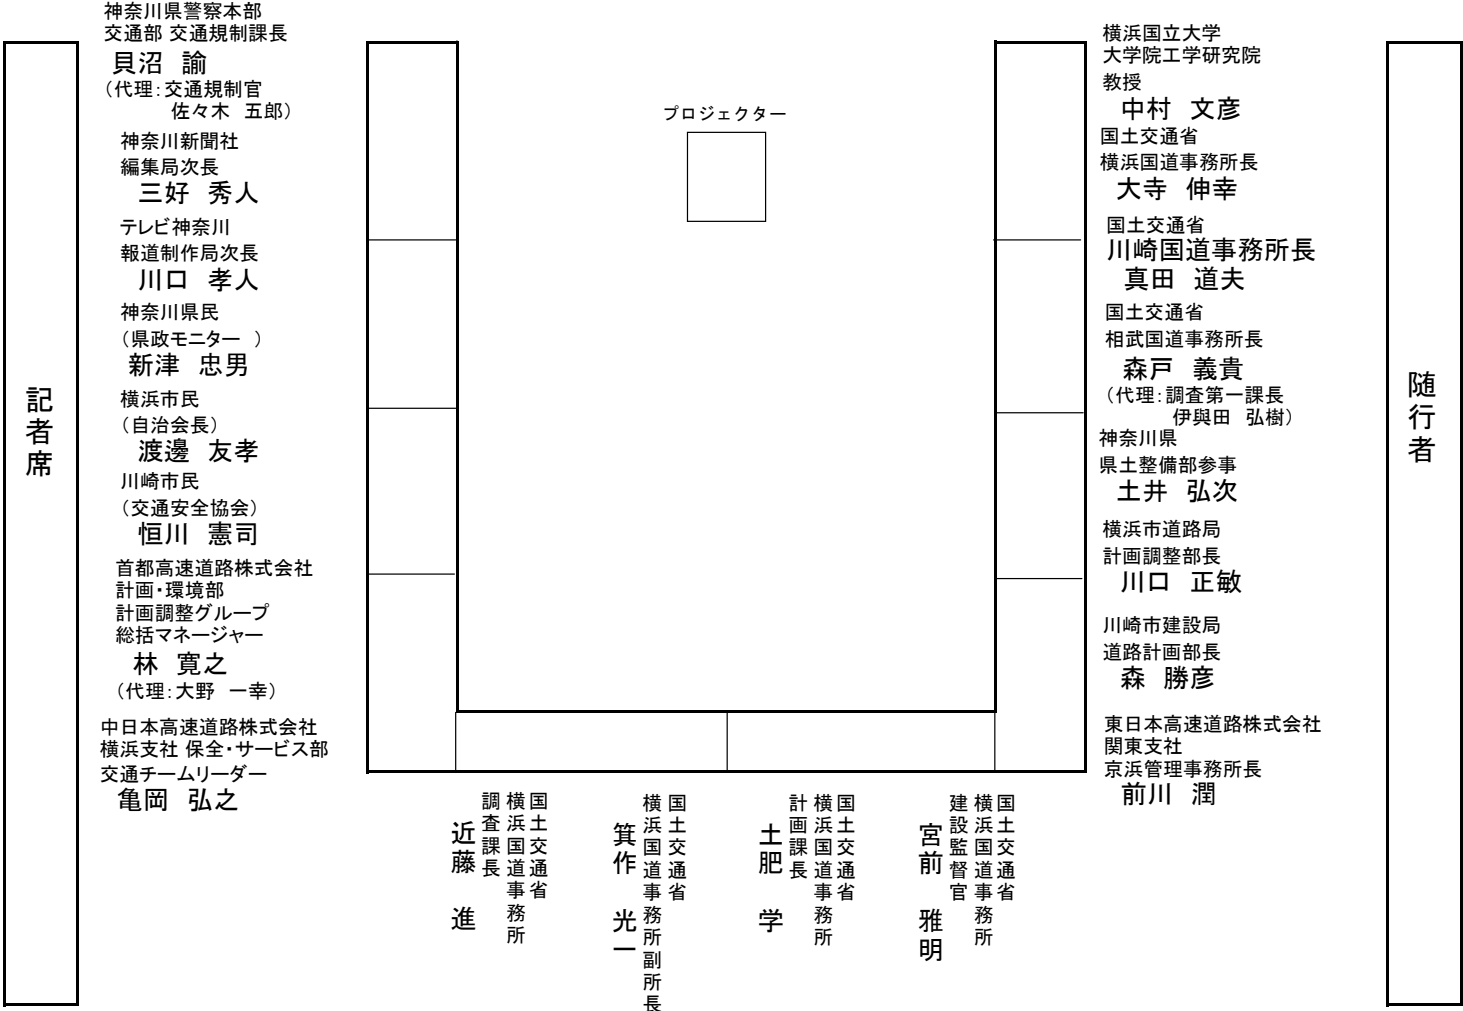 神奈川県警察本部
交通部 交通規制課長
貝沼　諭
（代理：交通規制官
佐々木　五郎）
神奈川新聞社
編集局次長
三好　秀人
テレビ神奈川
報道制作局次長
川口　孝人
神奈川県民
（県政モニター　）
新津　忠男
横浜市民
（自治会長）
渡邊　友孝
川崎市民
（交通安全協会）
恒川　憲司
首都高速道路株式会社
計画・環境部
計画調整グループ
総括マネージャー
林　寛之
（代理：大野　一幸）
中日本高速道路株式会社
横浜支社 保全・サービス部
交通チームリーダー
亀岡　弘之
記者席
プロジェクター
横浜国立大学
大学院工学研究院
教授
中村　文彦
国土交通省
横浜国道事務所長
大寺　伸幸
国土交通省
川崎国道事務所長
真田　道夫
国土交通省
相武国道事務所長
森戸　義貴
（代理：調査第一課長
伊與田　弘樹）
神奈川県
県土整備部参事
土井　弘次
横浜市道路局
計画調整部長
川口　正敏
川崎市建設局
道路計画部長
森　勝彦
東日本高速道路株式会社
関東支社
京浜管理事務所長
前川　潤
随行者
国土交通省
横浜国道事務所
建設監督官
宮前　雅明
国土交通省
横浜国道事務所
計画課長
土肥　学
国土交通省
横浜国道事務所副所長
箕作　光一
国土交通省
横浜国道事務所
調査課長
近藤　進